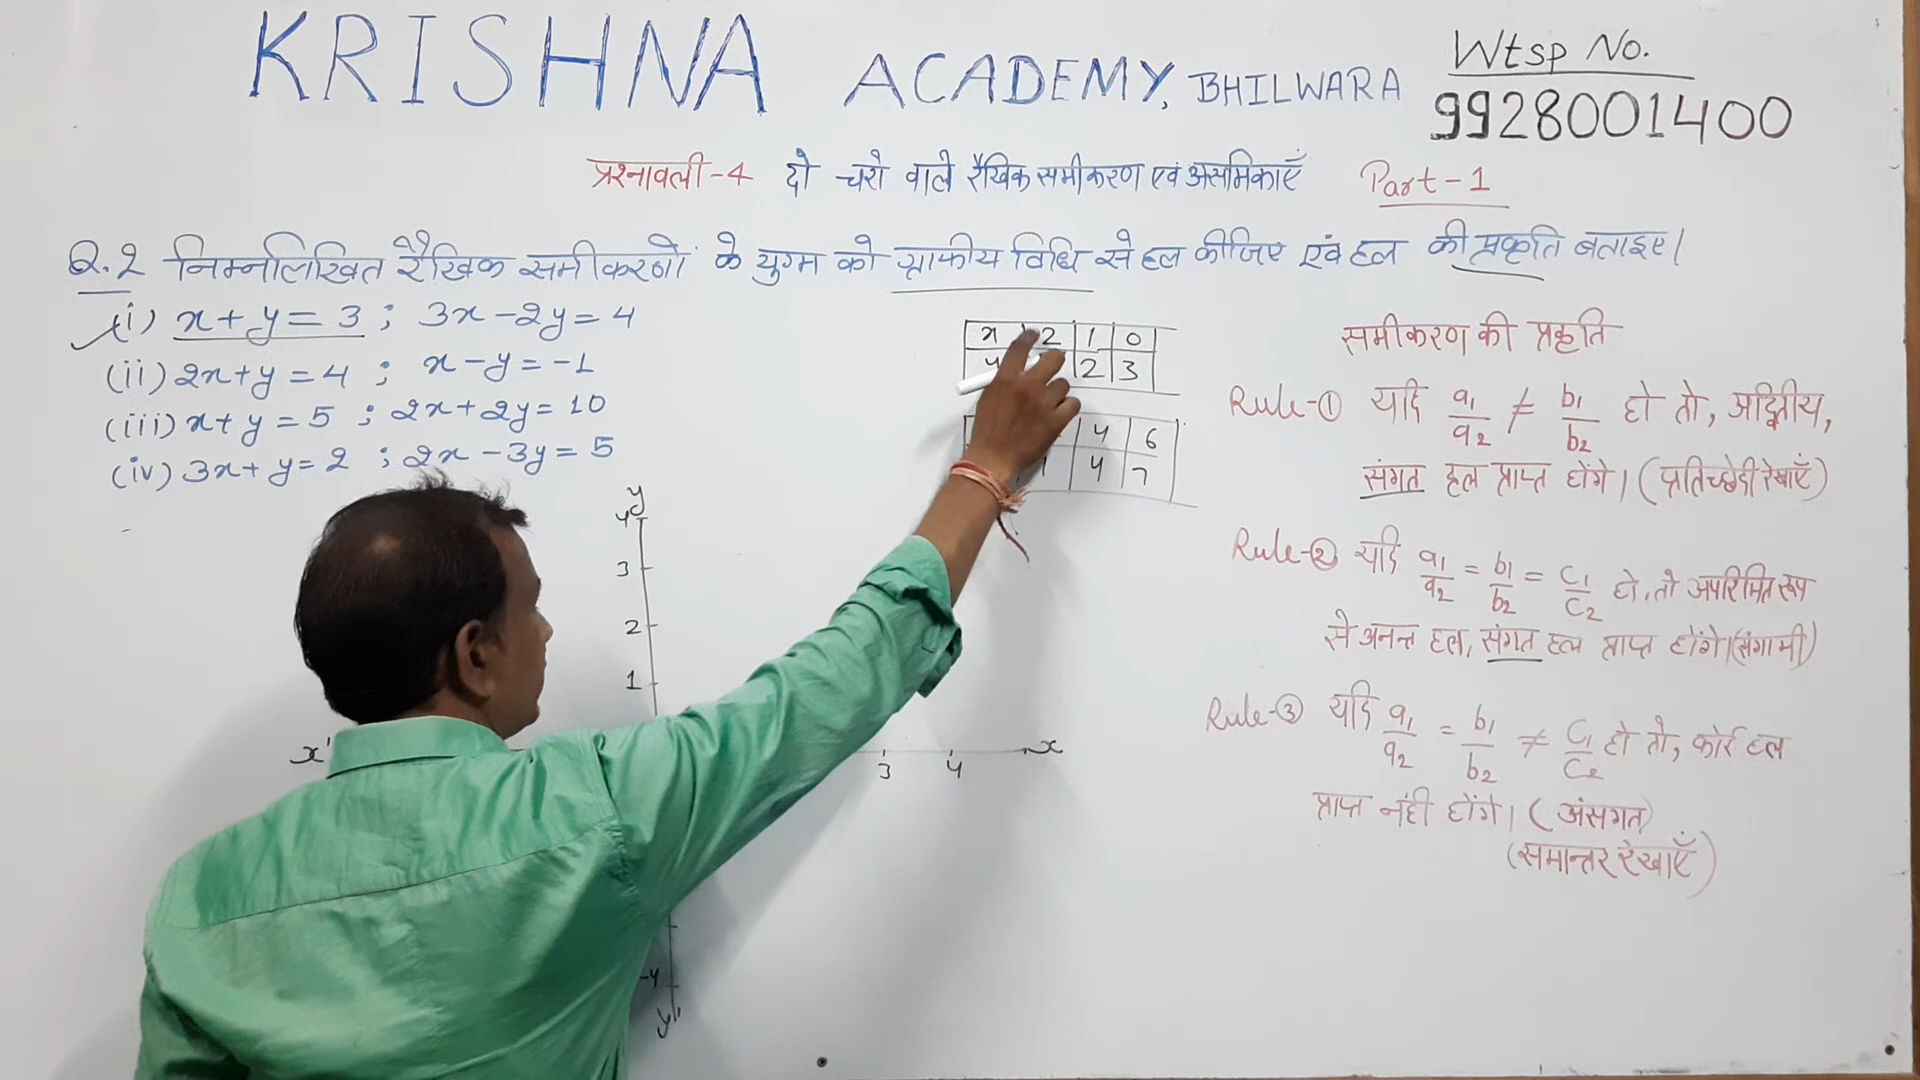 KRISHNA ACADEMY, BHILWARA
Wtsp No.
9928001400
प्रश्नावली-4 दो चरो वाले रैखिक समीकरण एवं असमिकाएँ Part-1
Q.2 निम्नलिखित रैखिक समीकरणों के युग्म को ग्राफीय विधि से हल कीजिए एवं हल की प्रकृति बताइए।
(i) x+y=3 ; 3x-2y=4
(ii) 2x+y=4 ; x-y=-1
(iii) x+y=5 ; 2x+2y=10
(iv) 3x+y=2 ; 2x-3y=5
x 2 1 0
y 2 3
4 6
1 4 7
समीकरण की प्रकृति
Rule-① यदि a₁/a₂ ≠ b₁/b₂ हो तो, अद्वितीय,
संगत हल प्राप्त होंगे। (प्रतिच्छेदी रेखाएँ)
Rule-② यदि a₁/a₂ = b₁/b₂ = c₁/c₂ हो, तो अपरिमित रूप
से अनन्त हल, संगत हल प्राप्त होंगे। (संगामी)
Rule-③ यदि a₁/a₂ = b₁/b₂ ≠ c₁/c₂ हो तो, कोई हल
प्राप्त नंही होंगे। (अंसगत)
(समान्तर रेखाएँ)
y
4
3
2
1
x' 3 4 x
-4
y'